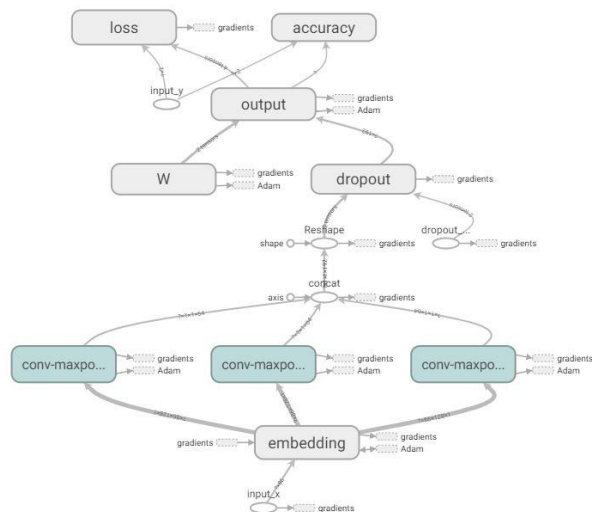 loss
gradients
accuracy
input_y
output
gradients
Adam
W
gradients
Adam
dropout
gradients
Reshape
shape
gradients
dropout_...
gradients
concat
axis
gradients
conv-maxpo...
gradients
Adam
conv-maxpo...
gradients
Adam
conv-maxpo...
gradients
Adam
gradients
embedding
gradients
Adam
input_x
gradients